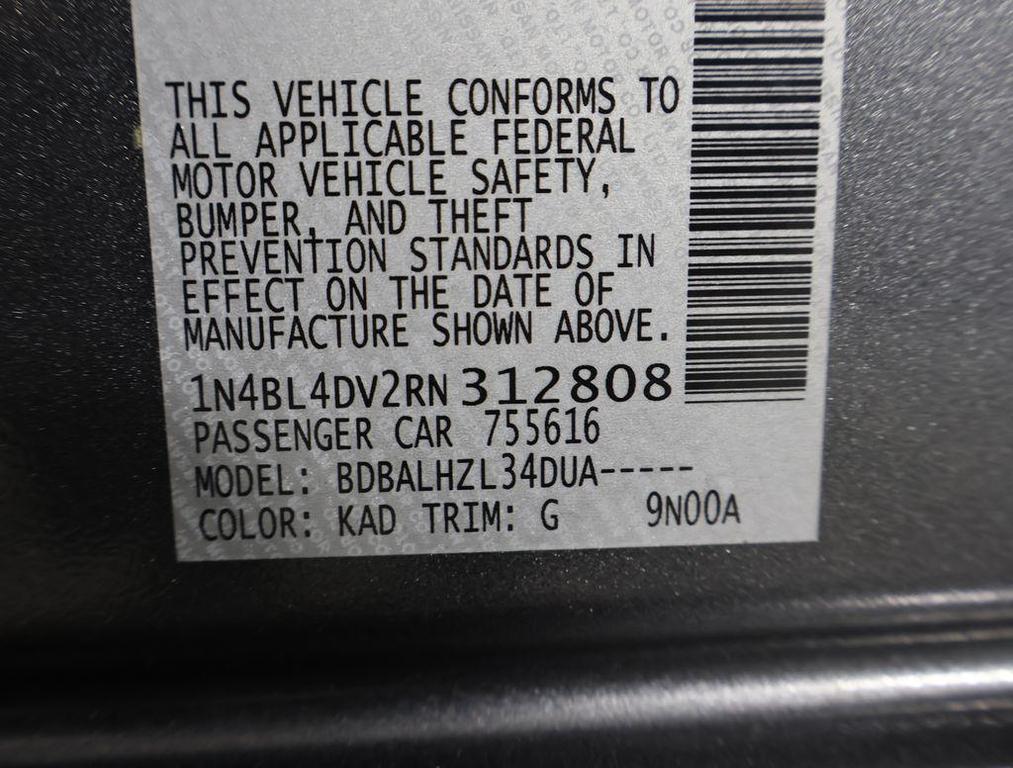 THIS VEHICLE CONFORMS TO
ALL APPLICABLE FEDERAL
MOTOR VEHICLE SAFETY,
BUMPER, AND THEFT
PREVENTION STANDARDS IN
EFFECT ON THE DATE OF
MANUFACTURE SHOWN ABOVE.
1N4BL4DV2RN312808
PASSENGER CAR 755616
MODEL: BDBALHZL34DUA-----
COLOR: KAD TRIM: G 9N00A